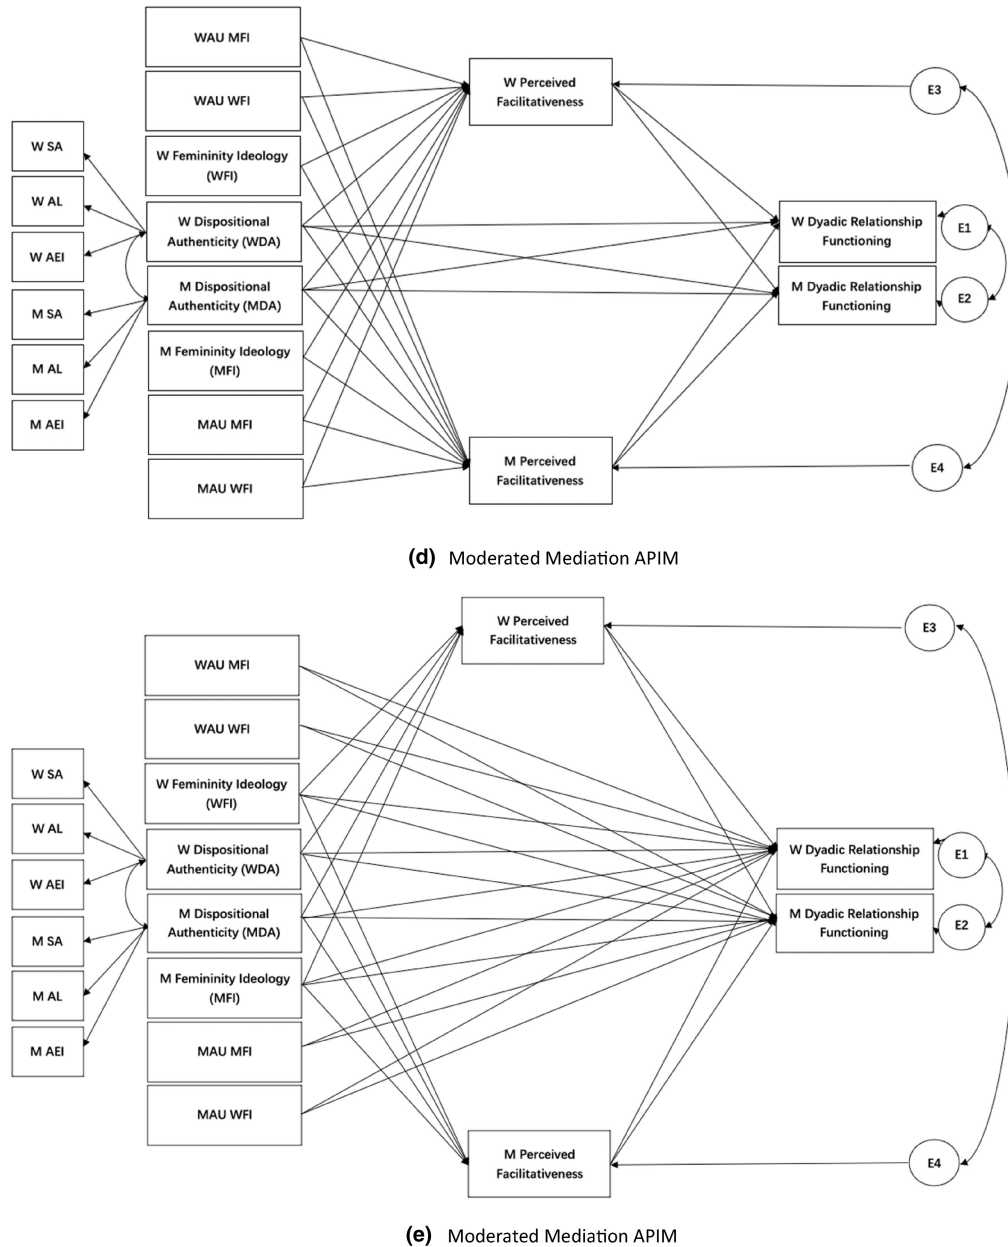 WAU MFI
WAU WFI
W Femininity Ideology
(WFI)
W Dispositional
Authenticity (WDA)
M Dispositional
Authenticity (MDA)
M Femininity Ideology
(MFI)
MAU MFI
MAU WFI
W SA
W AL
W AEI
M SA
M AL
M AEI
W Perceived
Facilitativeness
M Perceived
Facilitativeness
W Dyadic Relationship
Functioning
M Dyadic Relationship
Functioning
E3
E1
E2
E4
(d) Moderated Mediation APIM
W Perceived
Facilitativeness
WAU MFI
WAU WFI
W Femininity Ideology
(WFI)
W Dispositional
Authenticity (WDA)
M Dispositional
Authenticity (MDA)
M Femininity Ideology
(MFI)
MAU MFI
MAU WFI
W SA
W AL
W AEI
M SA
M AL
M AEI
M Perceived
Facilitativeness
W Dyadic Relationship
Functioning
M Dyadic Relationship
Functioning
E3
E1
E2
E4
(e) Moderated Mediation APIM